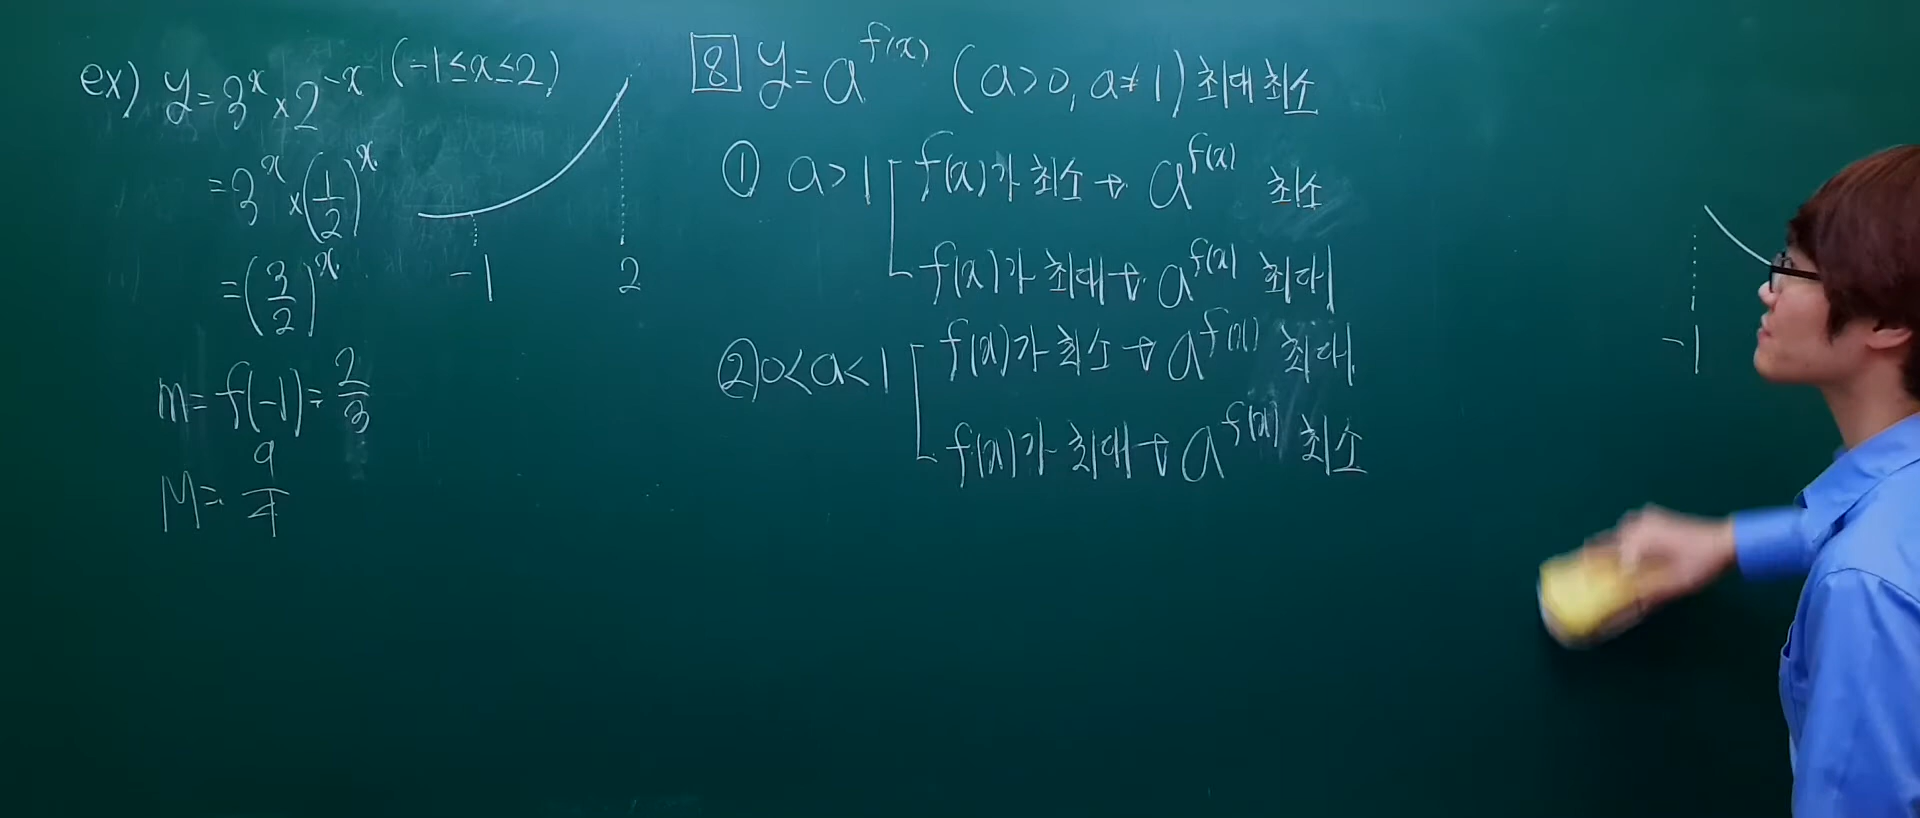 ex) y=3^x×2^-x (-1≤x≤2)
=3^x×(1/2)^x
=(3/2)^x
-1 2
m=f(-1)=2/3
M=9/4
8 y=a^f(x) (a>0, a≠1) 최대 최소
① a>1 f(x)가 최소 → a^f(x) 최소
f(x)가 최대 → a^f(x) 최대
② 0<a<1 f(x)가 최소 → a^f(x) 최대
f(x)가 최대 → a^f(x) 최소
-1